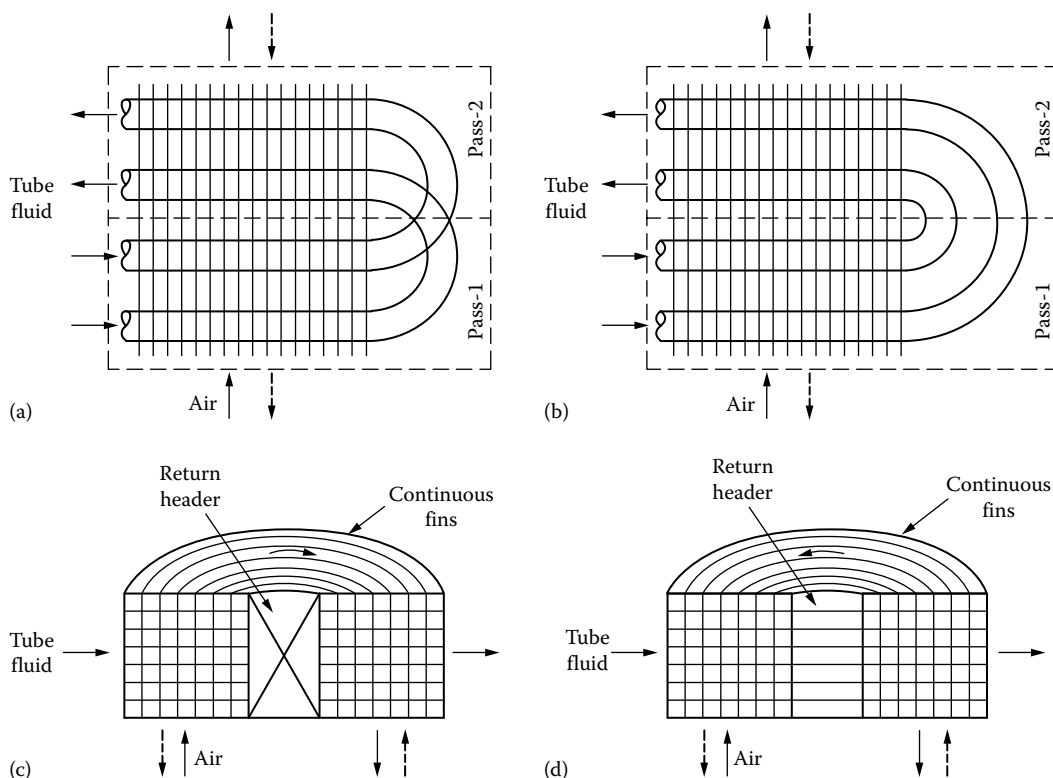 Pass-2
Tube
fluid
Pass-1
Air
(a)
Pass-2
Tube
fluid
Pass-1
Air
(b)
Return
header
Continuous
fins
Tube
fluid
Air
(c)
Return
header
Continuous
fins
Tube
fluid
Air
(d)